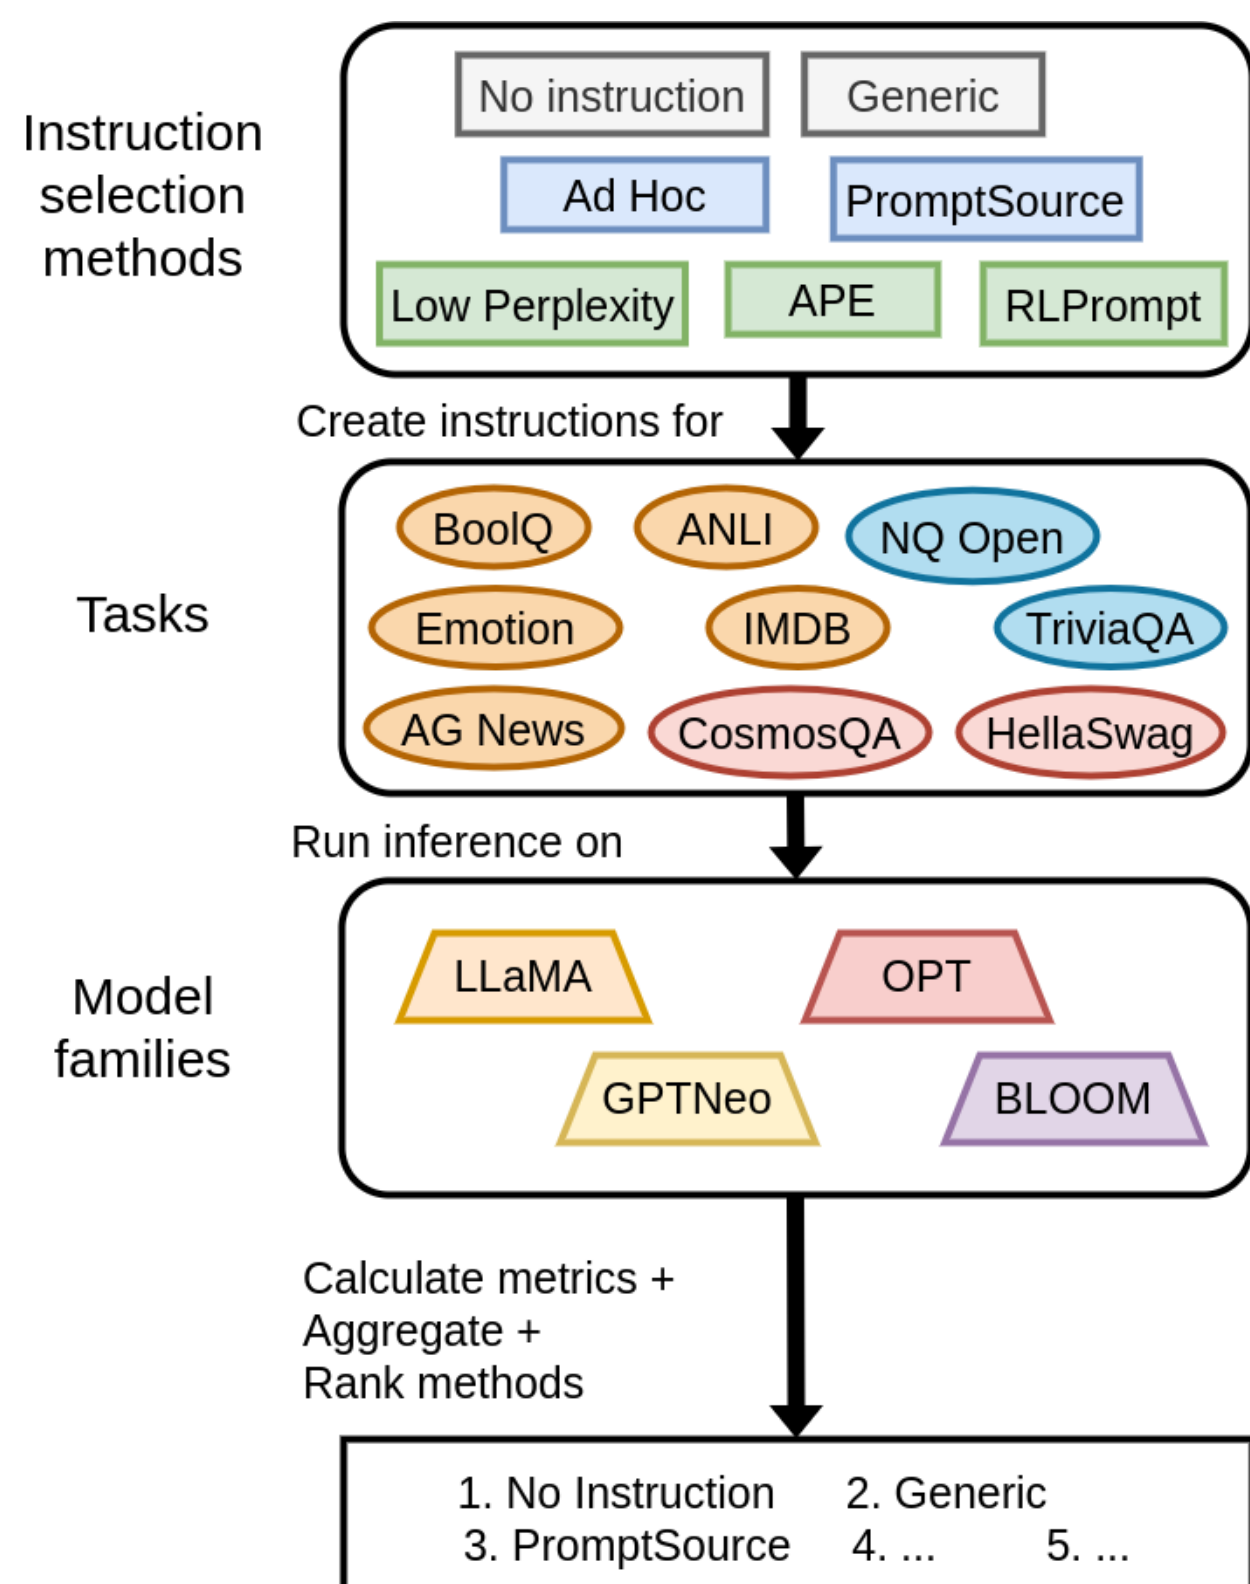 Instruction
selection
methods
No instruction
Generic
Ad Hoc
PromptSource
Low Perplexity
APE
RLPrompt
Create instructions for
Tasks
BoolQ
ANLI
NQ Open
Emotion
IMDB
TriviaQA
AG News
CosmosQA
HellaSwag
Run inference on
Model
families
LLaMA
OPT
GPTNeo
BLOOM
Calculate metrics +
Aggregate +
Rank methods
1. No Instruction 2. Generic
3. PromptSource 4. ... 5. ...